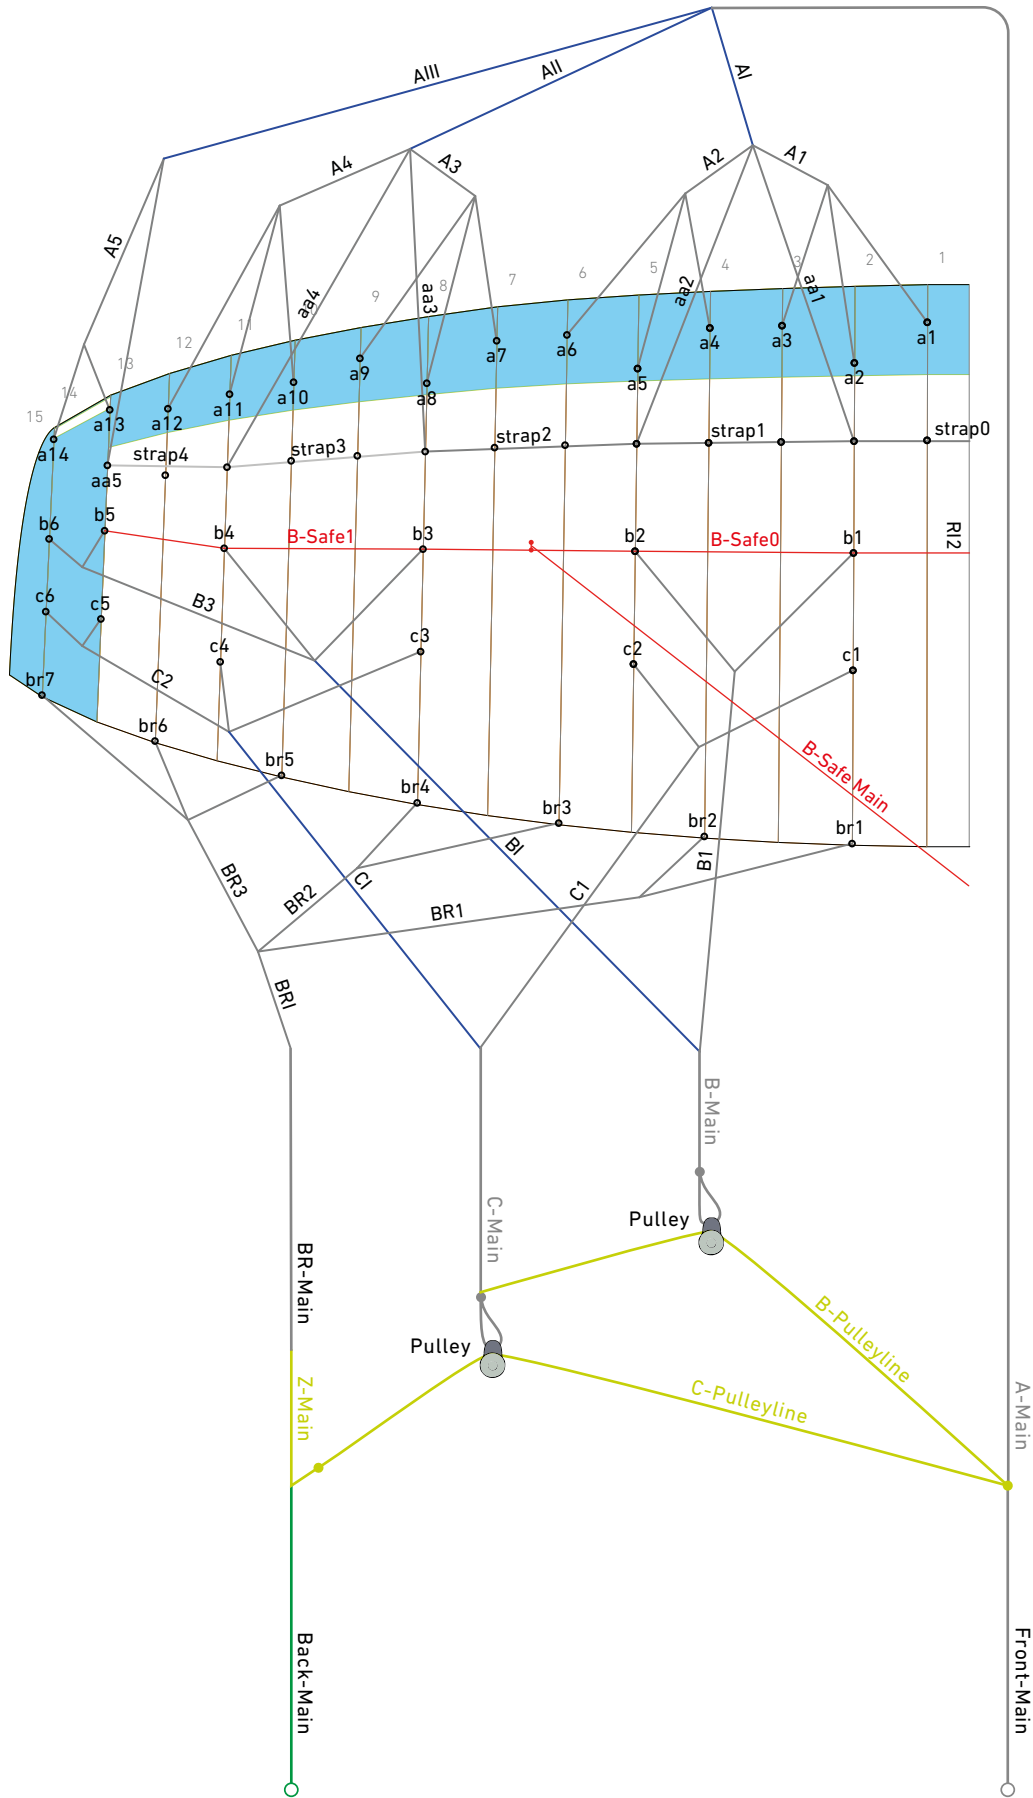 AIII
AII
AI
A4
A3
A2
A1
A5
aa4
aa3
aa2
aa1
1
2
3
4
5
6
7
8
9
11
12
13
14
15
a1
a2
a3
a4
a5
a6
a7
a8
a9
a10
a11
a12
a13
a14
aa5
strap4
strap3
strap2
strap1
strap0
b6
b5
b4
B-Safe1
b3
b2
B-Safe0
b1
RI2
c6
c5
B3
c4
c3
c2
c1
C2
br7
br6
br5
br4
br3
br2
br1
B-Safe Main
BI
B1
CI
C1
BR3
BR2
BR1
BRI
B-Main
C-Main
Pulley
BR-Main
Pulley
B-Pulleyline
C-Pulleyline
Z-Main
A-Main
Back-Main
Front-Main